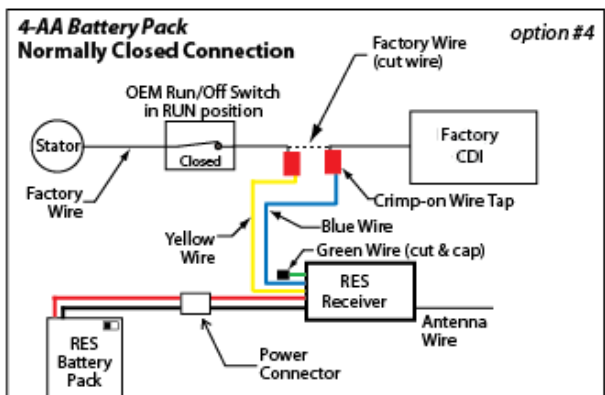 4-AA Battery Pack
option #4
Normally Closed Connection
Factory Wire
(cut wire)
OEM Run/Off Switch
in RUN position
Stator
Closed
Factory
CDI
Factory
Wire
Crimp-on Wire Tap
Blue Wire
Yellow
Wire
Green Wire (cut & cap)
RES
Receiver
Antenna
Wire
RES
Battery
Pack
Power
Connector